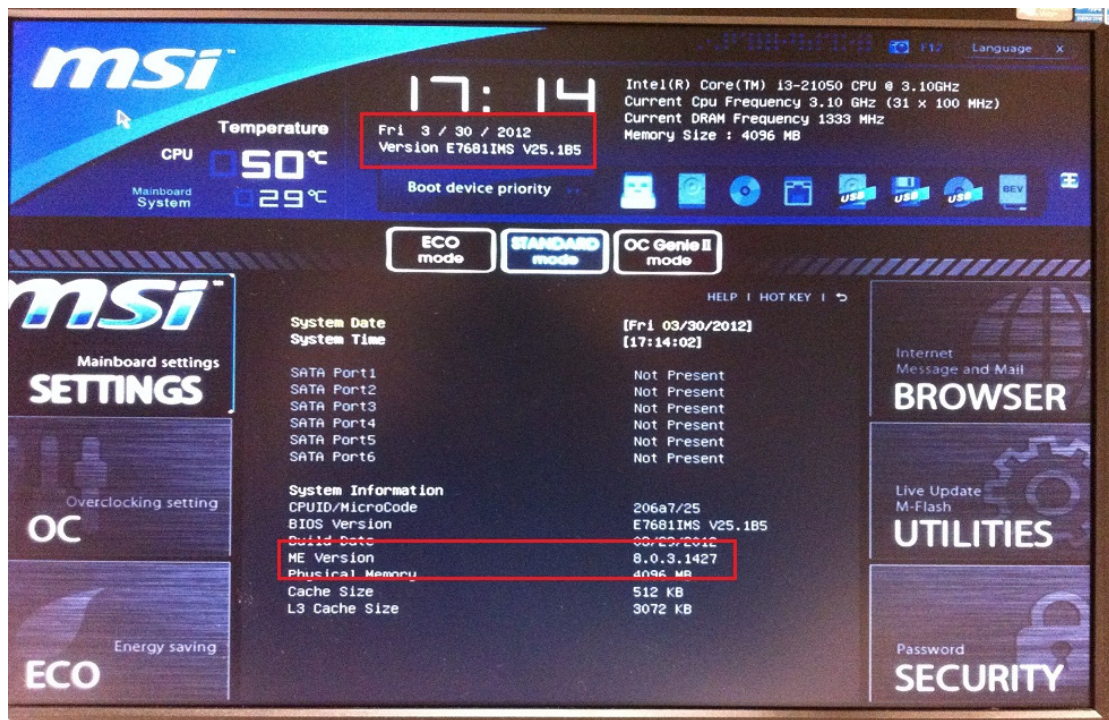 msi
F12 Language X
17:14
Fri 3 / 30 / 2012
Version E7681IMS V25.1B5
Intel(R) Core(TM) i3-21050 CPU @ 3.10GHz
Current Cpu Frequency 3.10 GHz (31 x 100 MHz)
Current DRAM Frequency 1333 MHz
Memory Size : 4096 MB
Temperature
CPU 50°C
Mainboard
System 29°C
Boot device priority
USB USB USB BEV
ECO mode
STANDARD mode
OC Genie II mode
HELP | HOT KEY |
msi
Mainboard settings
SETTINGS
Overclocking setting
OC
Energy saving
ECO
System Date [Fri 03/30/2012]
System Time [17:14:02]
SATA Port1 Not Present
SATA Port2 Not Present
SATA Port3 Not Present
SATA Port4 Not Present
SATA Port5 Not Present
SATA Port6 Not Present
System Information
CPUID/MicroCode 206a7/25
BIOS Version E7681IMS V25.1B5
Build Date 03/29/2012
ME Version 8.0.3.1427
Physical Memory 4096 MB
Cache Size 512 KB
L3 Cache Size 3072 KB
Internet
Message and Mail
BROWSER
Live Update
M-Flash
UTILITIES
Password
SECURITY